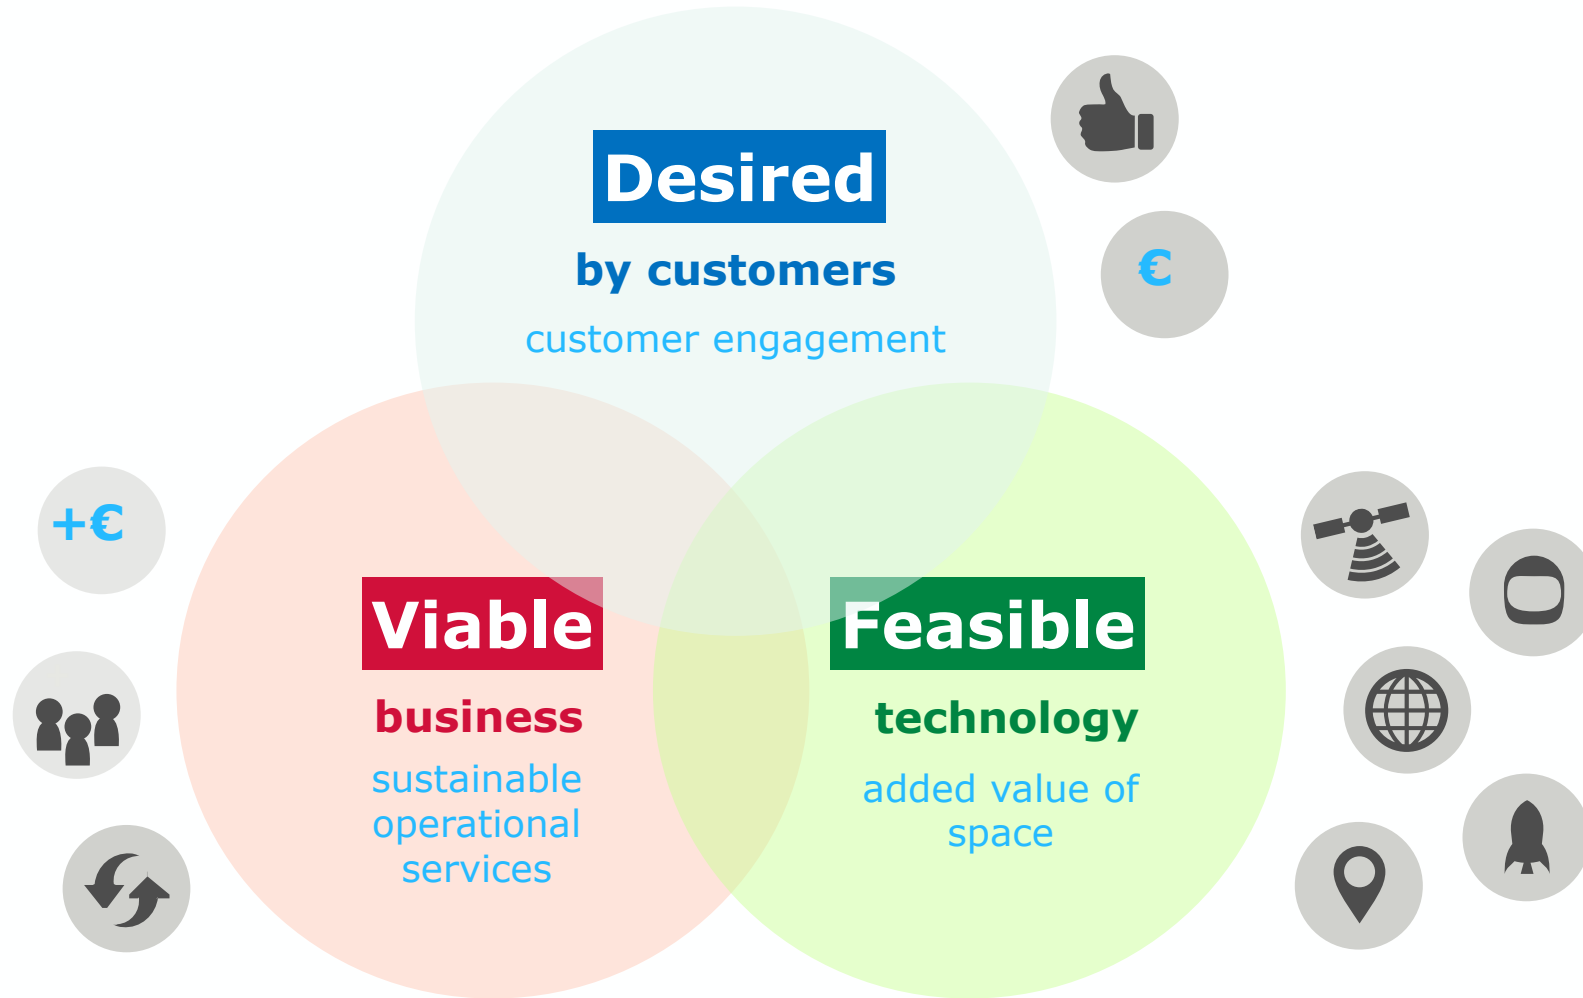 Desired
by customers
€
customer engagement
+€
Viable
business
sustainable
operational
services
Feasible
technology
added value of
space